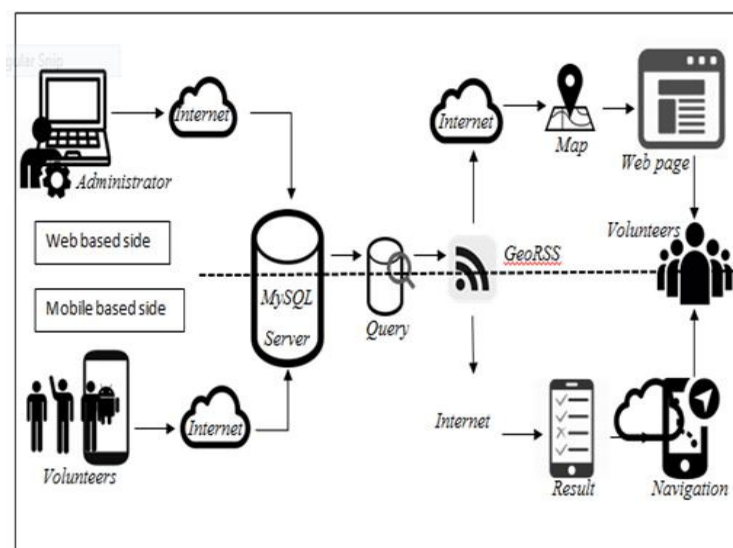 Internet
Administrator
Web based side
Mobile based side
MySQL
Server
Query
GeoRSS
Internet
Map
Web page
Volunteers
Internet
Volunteers
Internet
Result
Navigation